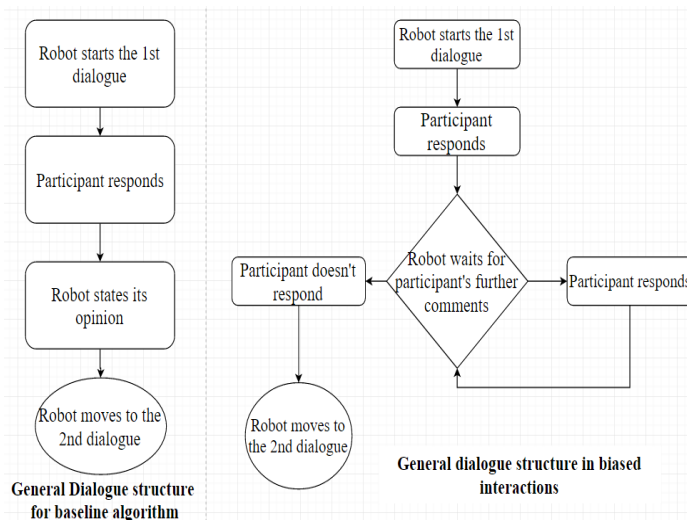 Robot starts the 1st
dialogue
Participant responds
Robot states its
opinion
Robot moves to the
2nd dialogue
General Dialogue structure
for baseline algorithm
Robot starts the 1st
dialogue
Participant
responds
Robot waits for
participant's further
comments
Participant doesn't
respond
Participant responds
Robot moves to
the 2nd dialogue
General dialogue structure in biased
interactions